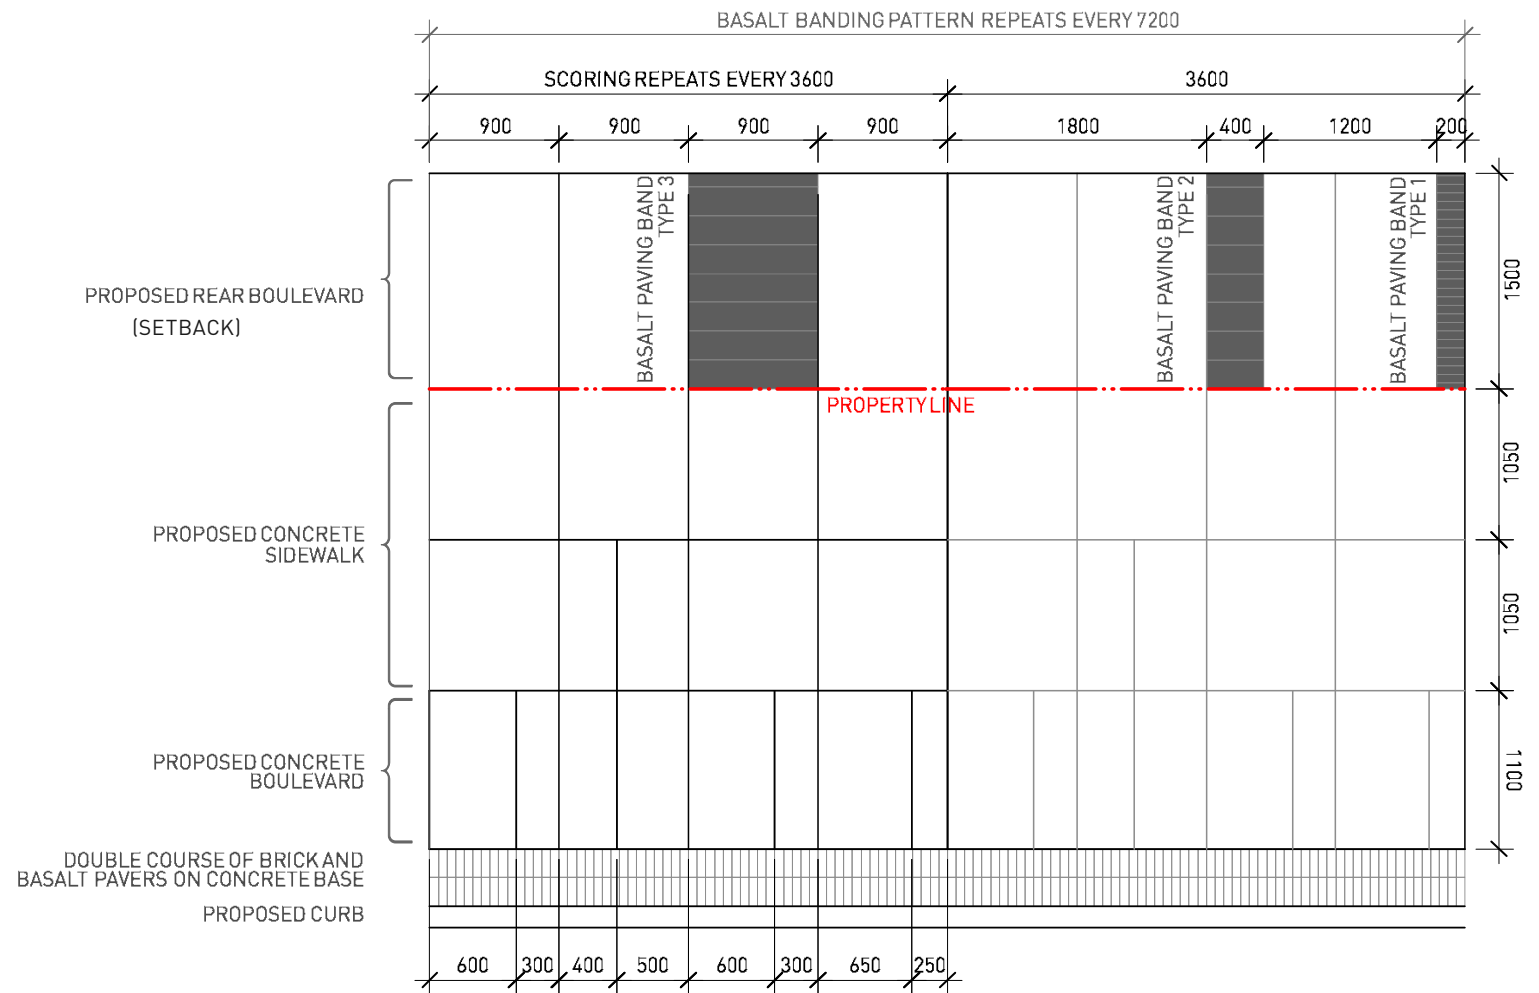 BASALT BANDING PATTERN REPEATS EVERY 7200
SCORING REPEATS EVERY 3600
3600
900
900
900
900
1800
400
1200
200
BASALT PAVING BAND
TYPE 3
BASALT PAVING BAND
TYPE 2
BASALT PAVING BAND
TYPE 1
1500
PROPOSED REAR BOULEVARD
(SETBACK)
PROPERTY LINE
1050
PROPOSED CONCRETE
SIDEWALK
1050
PROPOSED CONCRETE
BOULEVARD
1100
DOUBLE COURSE OF BRICK AND
BASALT PAVERS ON CONCRETE BASE
PROPOSED CURB
600
300
400
500
600
300
650
250